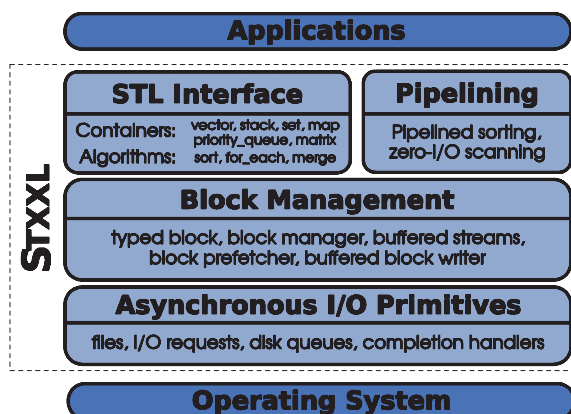 Applications
STXXL
STL Interface
Containers: vector, stack, set, map
priority_queue, matrix
Algorithms: sort, for_each, merge
Pipelining
Pipelined sorting,
zero-I/O scanning
Block Management
typed block, block manager, buffered streams,
block prefetcher, buffered block writer
Asynchronous I/O Primitives
files, I/O requests, disk queues, completion handlers
Operating System